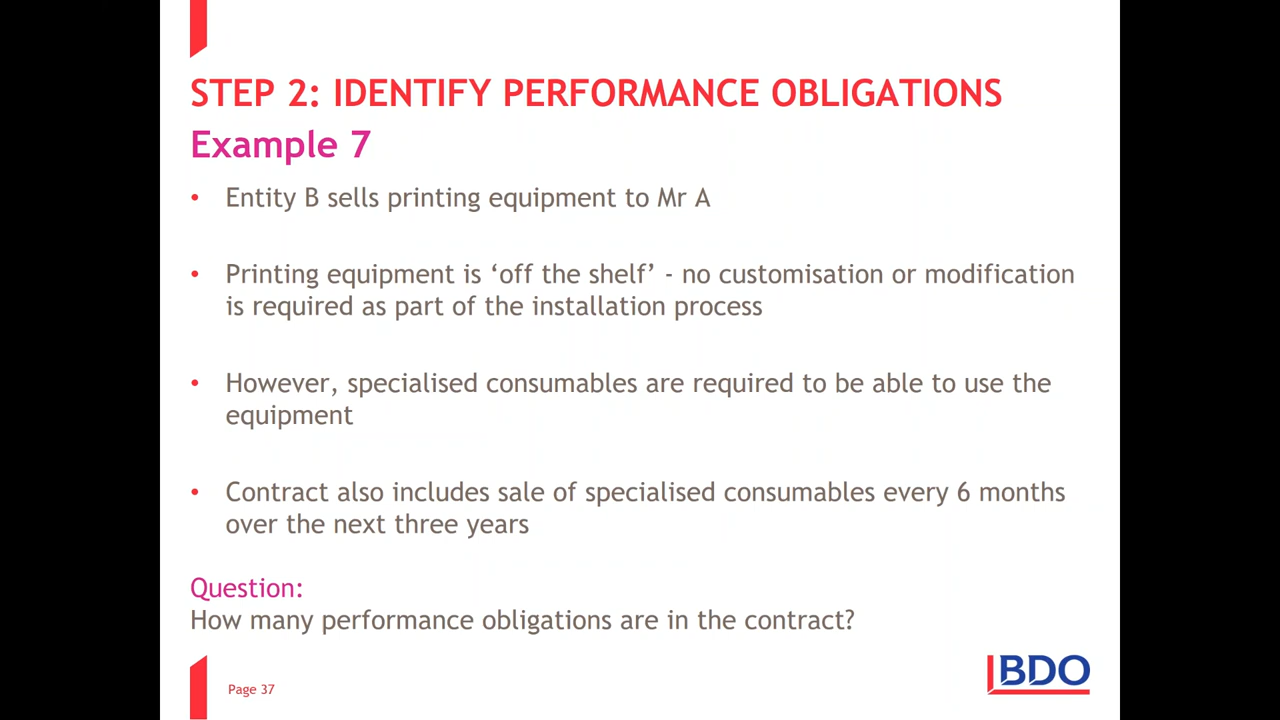 STEP 2: IDENTIFY PERFORMANCE OBLIGATIONS
Example 7
• Entity B sells printing equipment to Mr A
• Printing equipment is ‘off the shelf’ - no customisation or modification
is required as part of the installation process
• However, specialised consumables are required to be able to use the
equipment
• Contract also includes sale of specialised consumables every 6 months
over the next three years
Question:
How many performance obligations are in the contract?
Page 37
BDO